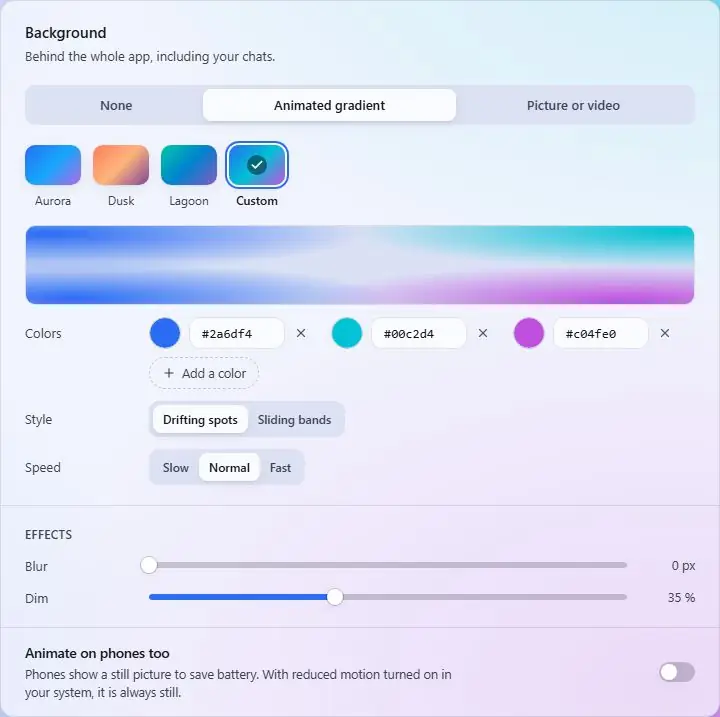 Background
Behind the whole app, including your chats.
None
Animated gradient
Picture or video
Aurora
Dusk
Lagoon
Custom
Colors
#2a6df4
#00c2d4
#c04fe0
Add a color
Style
Drifting spots
Sliding bands
Speed
Slow
Normal
Fast
EFFECTS
Blur
0 px
Dim
35 %
Animate on phones too
Phones show a still picture to save battery. With reduced motion turned on in
your system, it is always still.